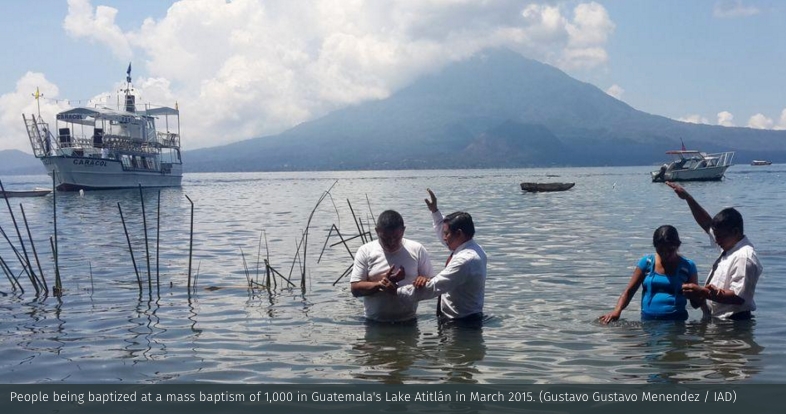 CARACOL
CARACOL
People being baptized at a mass baptism of 1,000 in Guatemala's Lake Atitlán in March 2015. (Gustavo Gustavo Menendez / IAD)